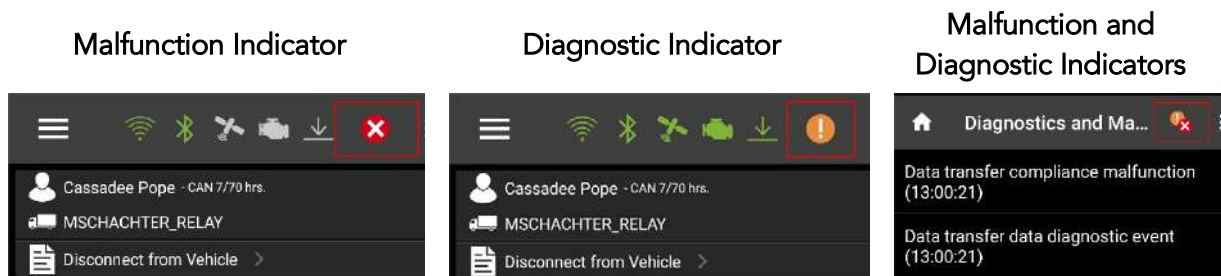 Malfunction Indicator
Diagnostic Indicator
Malfunction and
Diagnostic Indicators
Cassadee Pope - CAN 7/70 hrs.
MSCHACHTER_RELAY
Disconnect from Vehicle
Cassadee Pope - CAN 7/70 hrs.
MSCHACHTER_RELAY
Disconnect from Vehicle
Diagnostics and Ma...
Data transfer compliance malfunction
(13:00:21)
Data transfer data diagnostic event
(13:00:21)